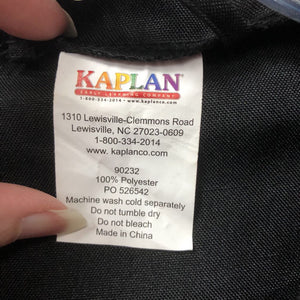 KAPLAN
EARLY LEARNING COMPANY
1-800-334-2014 • www.kaplanco.com
1310 Lewisville-Clemmons Road
Lewisville, NC 27023-0609
1-800-334-2014
www.kaplanco.com
90232
100% Polyester
PO 526542
Machine wash cold separately
Do not tumble dry
Do not bleach
Made in China